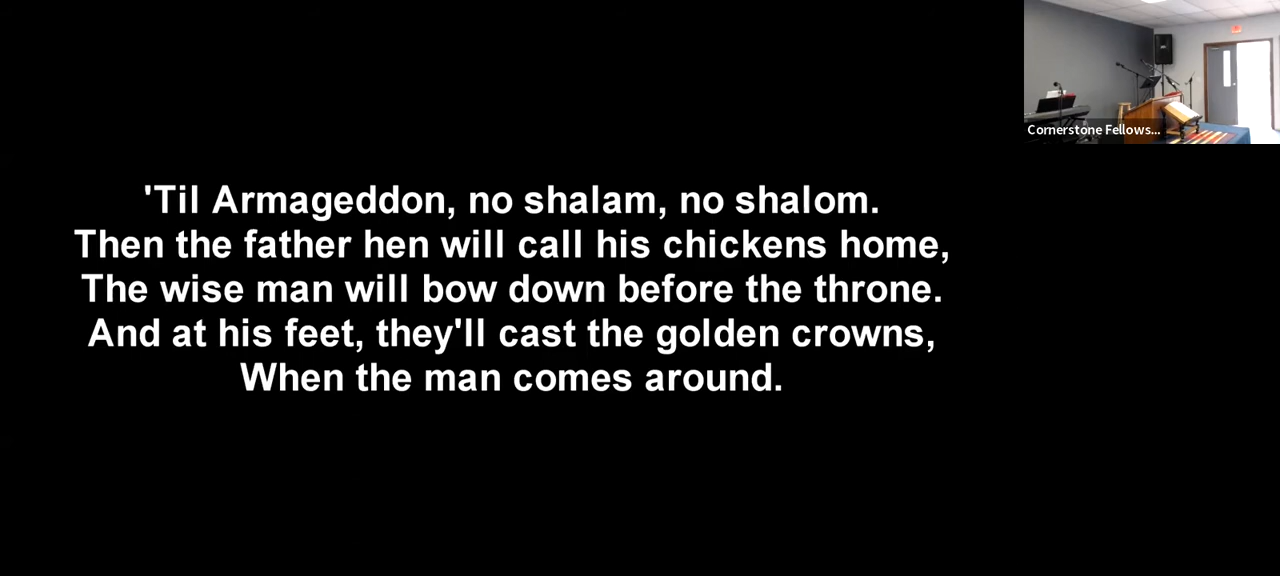 Cornerstone Fellows...
'Til Armageddon, no shalam, no shalom.
Then the father hen will call his chickens home,
The wise man will bow down before the throne.
And at his feet, they'll cast the golden crowns,
When the man comes around.